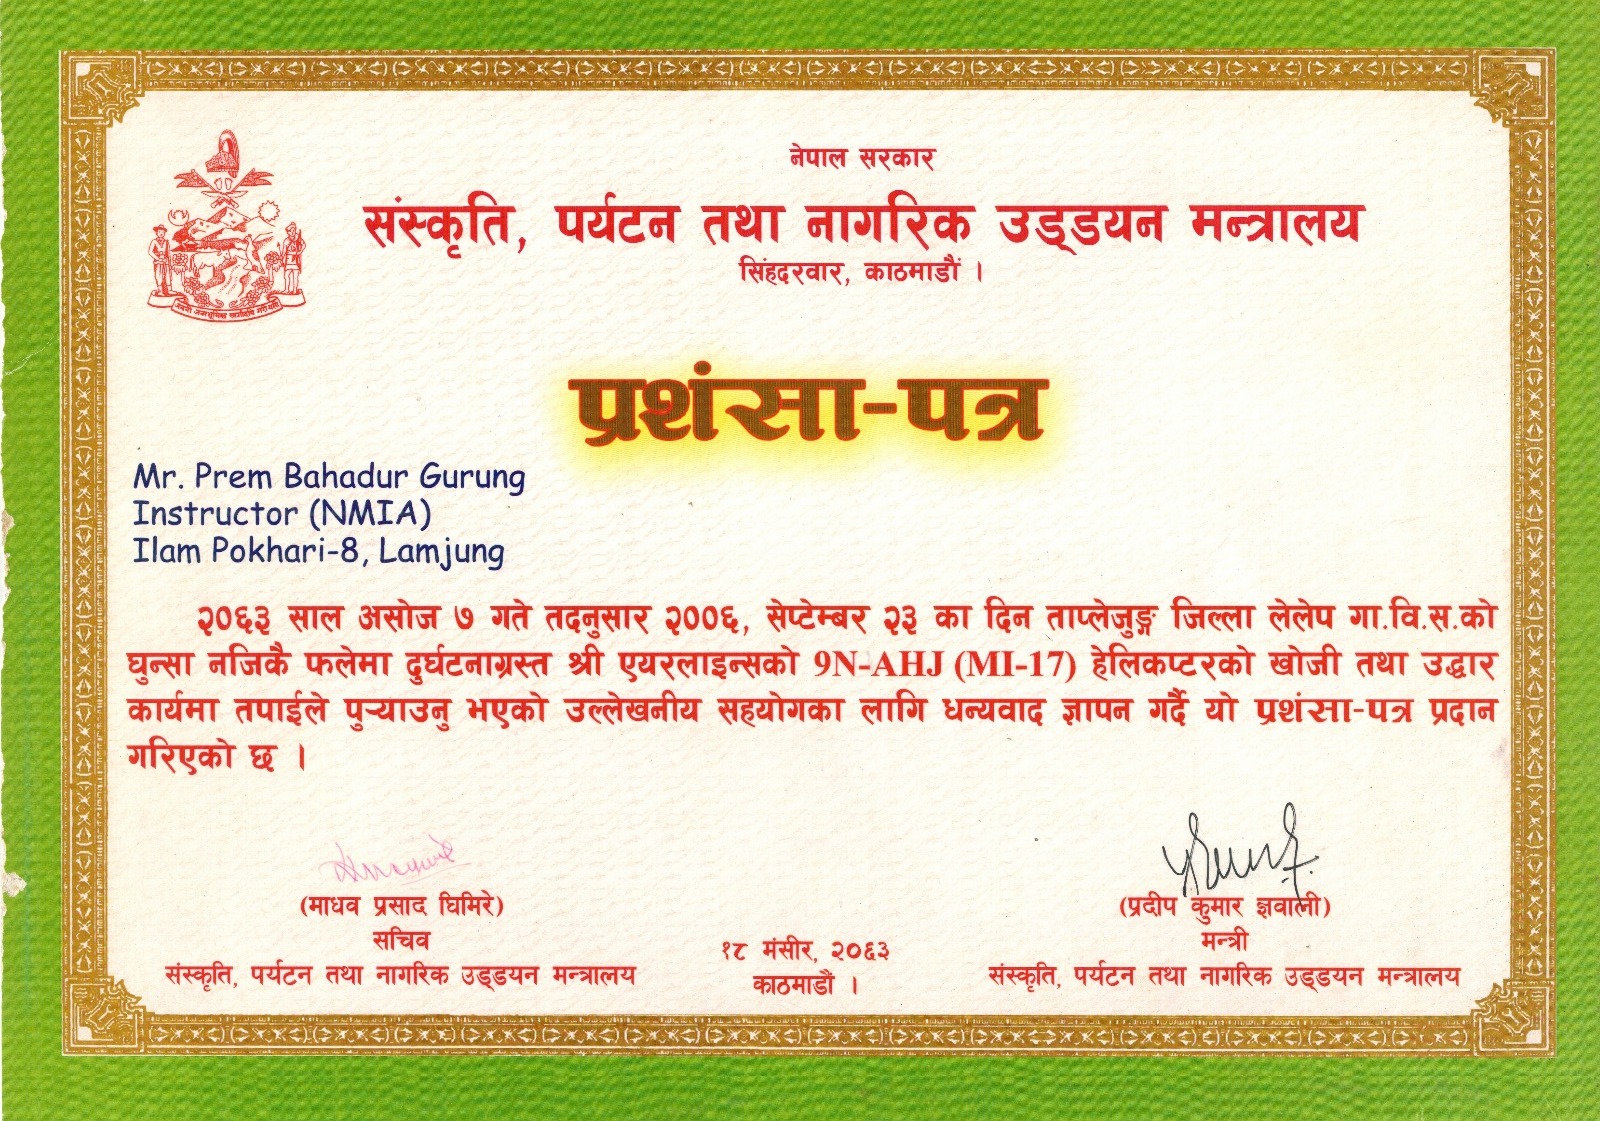 नेपाल सरकार
संस्कृति, पर्यटन तथा नागरिक उड्डयन मन्त्रालय
सिंहदरवार, काठमाडौं ।
प्रशंसा-पत्र
Mr. Prem Bahadur Gurung
Instructor (NMIA)
Ilam Pokhari-8, Lamjung
२०६३ साल असोज ७ गते तदनुसार २००६, सेप्टेम्बर २३ का दिन ताप्लेजुङ्ग जिल्ला लेलेप गा.वि.स.को
घुन्सा नजिकै फलेमा दुर्घटनाग्रस्त श्री एयरलाइन्सको 9N-AHJ (MI-17) हेलिकप्टरको खोजी तथा उद्धार
कार्यमा तपाईले पुर्‍याउनु भएको उल्लेखनीय सहयोगका लागि धन्यवाद ज्ञापन गर्दै यो प्रशंसा-पत्र प्रदान
गरिएको छ ।
(माधव प्रसाद घिमिरे)
सचिव
संस्कृति, पर्यटन तथा नागरिक उड्डयन मन्त्रालय
१८ मंसीर, २०६३
काठमाडौं ।
(प्रदीप कुमार ज्ञवाली)
मन्त्री
संस्कृति, पर्यटन तथा नागरिक उड्डयन मन्त्रालय